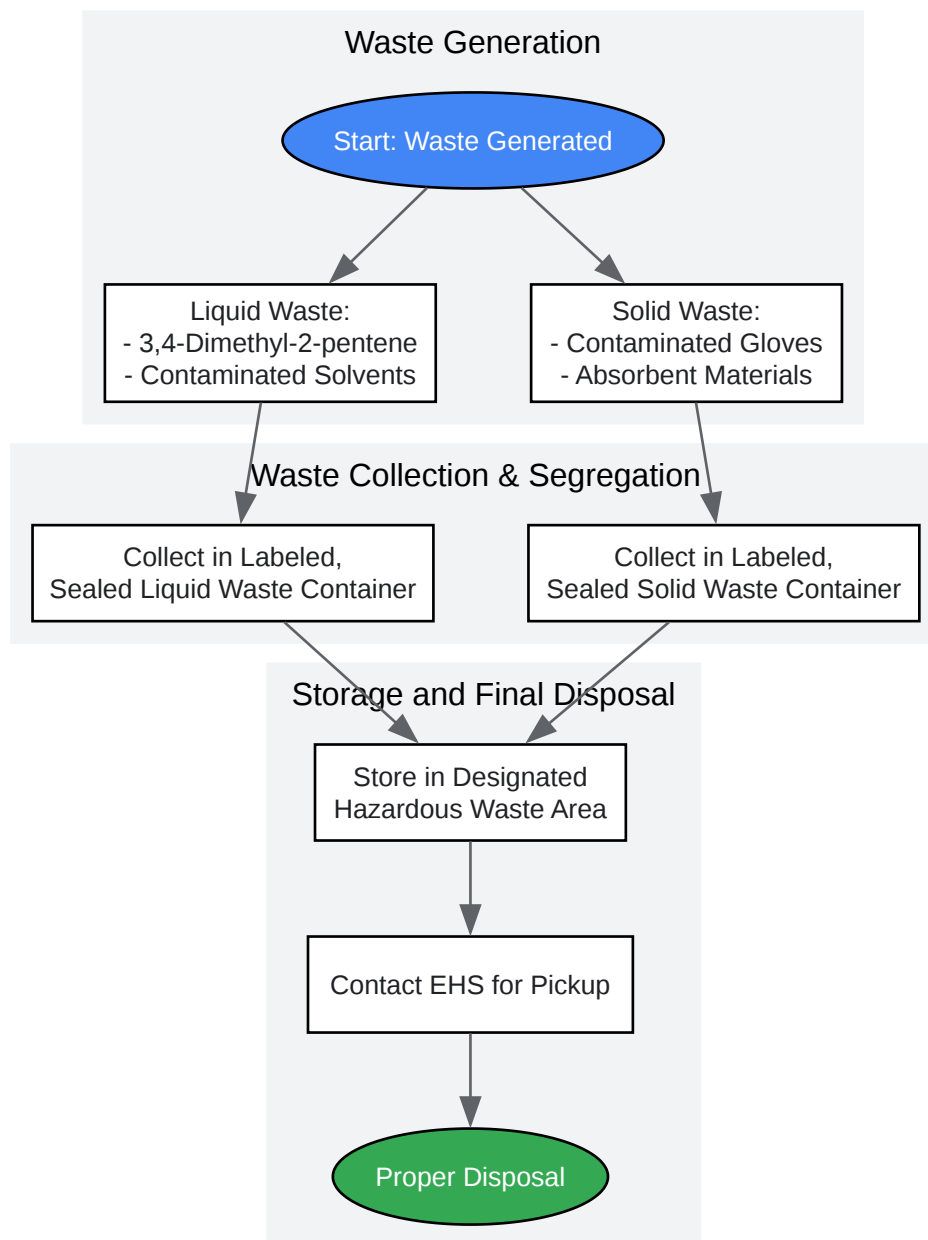 Waste Generation
Start: Waste Generated
Liquid Waste:
- 3,4-Dimethyl-2-pentene
- Contaminated Solvents
Solid Waste:
- Contaminated Gloves
- Absorbent Materials
Waste Collection & Segregation
Collect in Labeled,
Sealed Liquid Waste Container
Collect in Labeled,
Sealed Solid Waste Container
Storage and Final Disposal
Store in Designated
Hazardous Waste Area
Contact EHS for Pickup
Proper Disposal